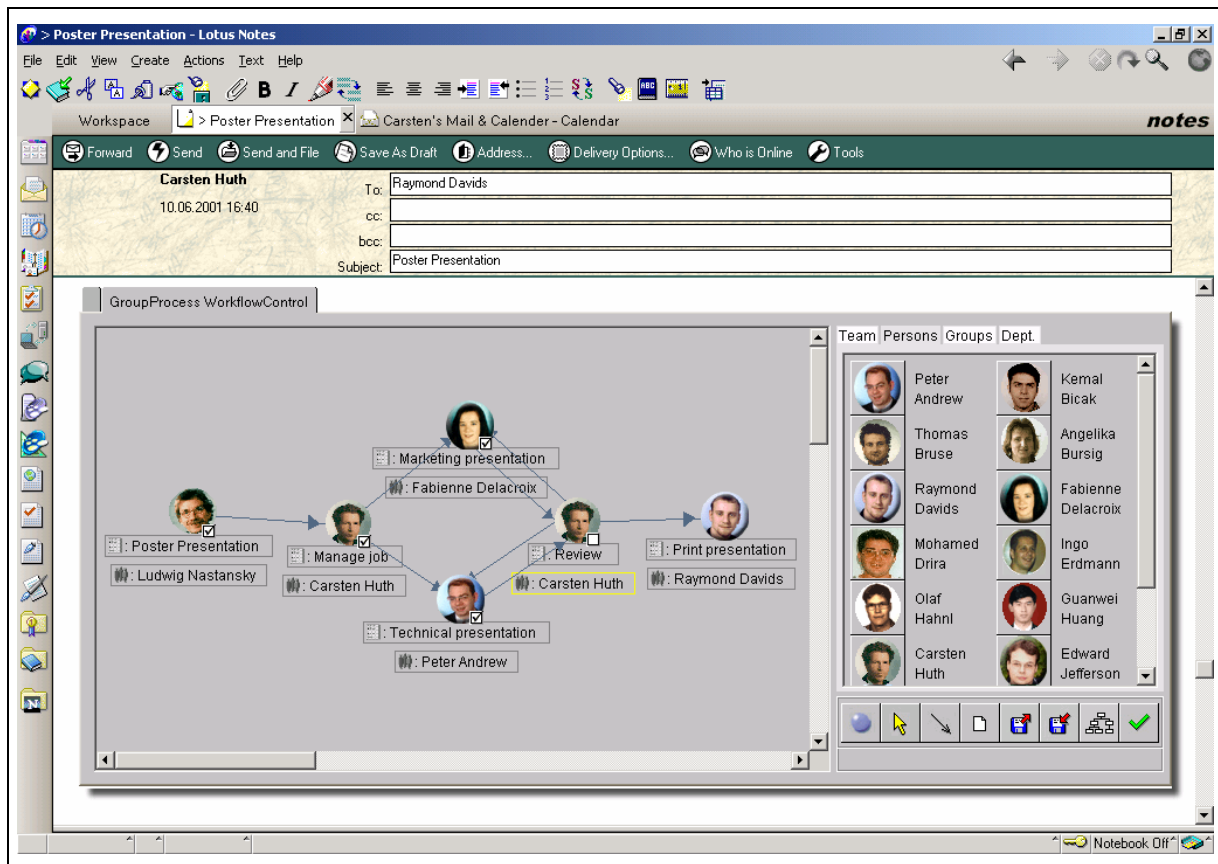 > Poster Presentation - Lotus Notes
File Edit View Create Actions Text Help
Workspace > Poster Presentation Carsten's Mail & Calender - Calendar notes
Forward Send Send and File Save As Draft Address... Delivery Options... Who is Online Tools
Carsten Huth
10.06.2001 16:40
To: Raymond Davids
cc:
bcc:
Subject: Poster Presentation
GroupProcess WorkflowControl
: Marketing presentation
: Fabienne Delacroix
: Poster Presentation
: Ludwig Nastansky
: Manage job
: Carsten Huth
: Review
: Carsten Huth
: Print presentation
: Raymond Davids
: Technical presentation
: Peter Andrew
Team Persons Groups Dept.
Peter Andrew
Kemal Bicak
Thomas Bruse
Angelika Bursig
Raymond Davids
Fabienne Delacroix
Mohamed Drira
Ingo Erdmann
Olaf Hahnl
Guanwei Huang
Carsten Huth
Edward Jefferson
Notebook Off